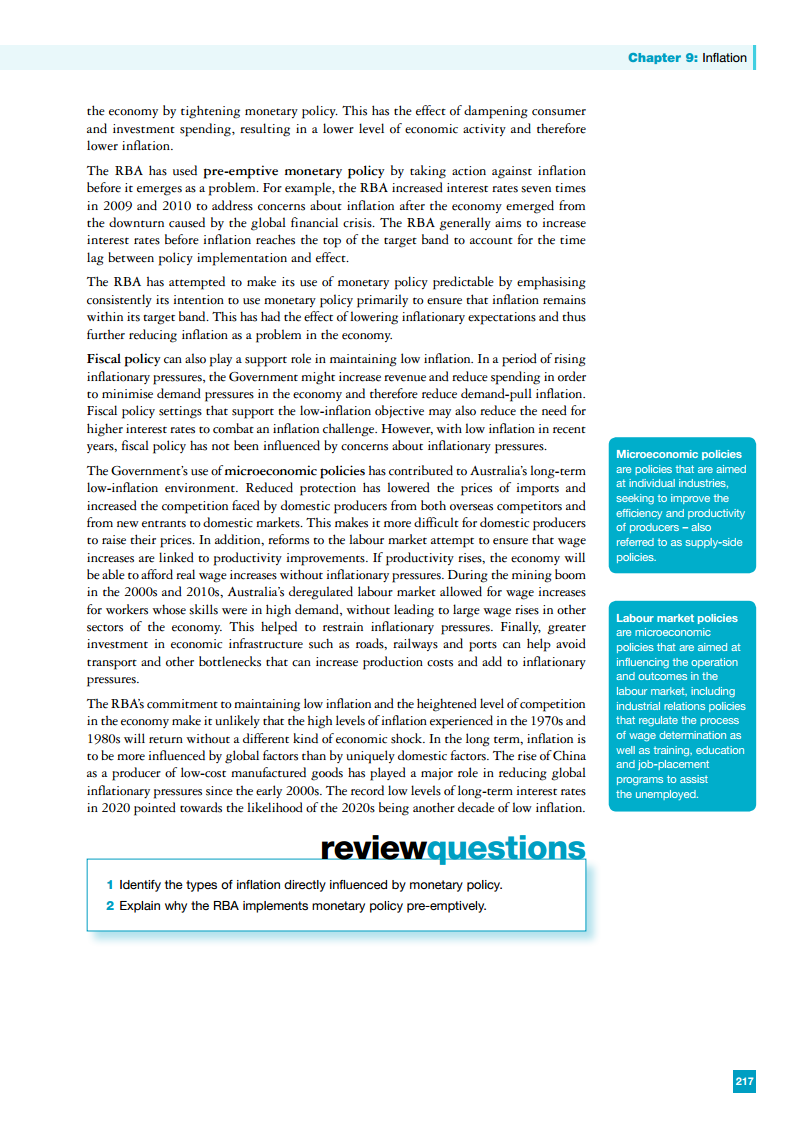 Chapter 9: Inflation
the economy by tightening monetary policy. This has the effect of dampening consumer
and investment spending, resulting in a lower level of economic activity and therefore
lower inflation.
The RBA has used pre-emptive monetary policy by taking action against inflation
before it emerges as a problem. For example, the RBA increased interest rates seven times
in 2009 and 2010 to address concerns about inflation after the economy emerged from
the downturn caused by the global financial crisis. The RBA generally aims to increase
interest rates before inflation reaches the top of the target band to account for the time
lag between policy implementation and effect.
The RBA has attempted to make its use of monetary policy predictable by emphasising
consistently its intention to use monetary policy primarily to ensure that inflation remains
within its target band. This has had the effect of lowering inflationary expectations and thus
further reducing inflation as a problem in the economy.
Fiscal policy can also play a support role in maintaining low inflation. In a period of rising
inflationary pressures, the Government might increase revenue and reduce spending in order
to minimise demand pressures in the economy and therefore reduce demand-pull inflation.
Fiscal policy settings that support the low-inflation objective may also reduce the need for
higher interest rates to combat an inflation challenge. However, with low inflation in recent
years, fiscal policy has not been influenced by concerns about inflationary pressures.
The Government's use of microeconomic policies has contributed to Australia's long-term
low-inflation environment. Reduced protection has lowered the prices of imports and
increased the competition faced by domestic producers from both overseas competitors and
from new entrants to domestic markets. This makes it more difficult for domestic producers
to raise their prices. In addition, reforms to the labour market attempt to ensure that wage
increases are linked to productivity improvements. If productivity rises, the economy will
be able to afford real wage increases without inflationary pressures. During the mining boom
in the 2000s and 2010s, Australia's deregulated labour market allowed for wage increases
for workers whose skills were in high demand, without leading to large wage rises in other
sectors of the economy. This helped to restrain inflationary pressures. Finally, greater
investment in economic infrastructure such as roads, railways and ports can help avoid
transport and other bottlenecks that can increase production costs and add to inflationary
pressures.
The RBA's commitment to maintaining low inflation and the heightened level of competition
in the economy make it unlikely that the high levels of inflation experienced in the 1970s and
1980s will return without a different kind of economic shock. In the long term, inflation is
to be more influenced by global factors than by uniquely domestic factors. The rise of China
as a producer of low-cost manufactured goods has played a major role in reducing global
inflationary pressures since the early 2000s. The record low levels of long-term interest rates
in 2020 pointed towards the likelihood of the 2020s being another decade of low inflation.
Microeconomic policies
are policies that are aimed
at individual industries,
seeking to improve the
efficiency and productivity
of producers – also
referred to as supply-side
policies.
Labour market policies
are microeconomic
policies that are aimed at
influencing the operation
and outcomes in the
labour market, including
industrial relations policies
that regulate the process
of wage determination as
well as training, education
and job-placement
programs to assist
the unemployed.
reviewquestions
1 Identify the types of inflation directly influenced by monetary policy.
2 Explain why the RBA implements monetary policy pre-emptively.
217